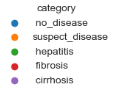 category
no_disease
suspect_disease
hepatitis
fibrosis
cirrhosis